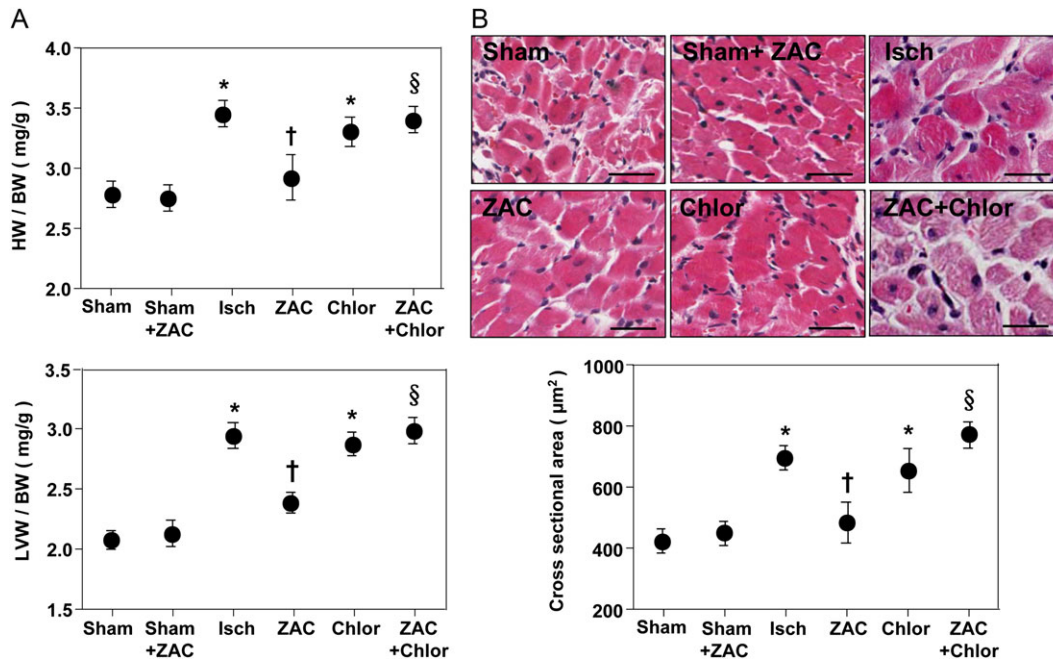 A
B
4.0
3.5
3.0
2.5
2.0
HW / BW ( mg/g )
*
†
*
§
Sham
Sham
+ZAC
Isch
ZAC
Chlor
ZAC
+Chlor
Sham
Sham+ ZAC
Isch
ZAC
Chlor
ZAC+Chlor
3.5
3.0
2.5
2.0
1.5
LVW / BW ( mg/g )
*
†
*
§
Sham
Sham
+ZAC
Isch
ZAC
Chlor
ZAC
+Chlor
1000
800
600
400
200
Cross sectional area ( µm²)
*
†
*
§
Sham
Sham
+ZAC
Isch
ZAC
Chlor
ZAC
+Chlor